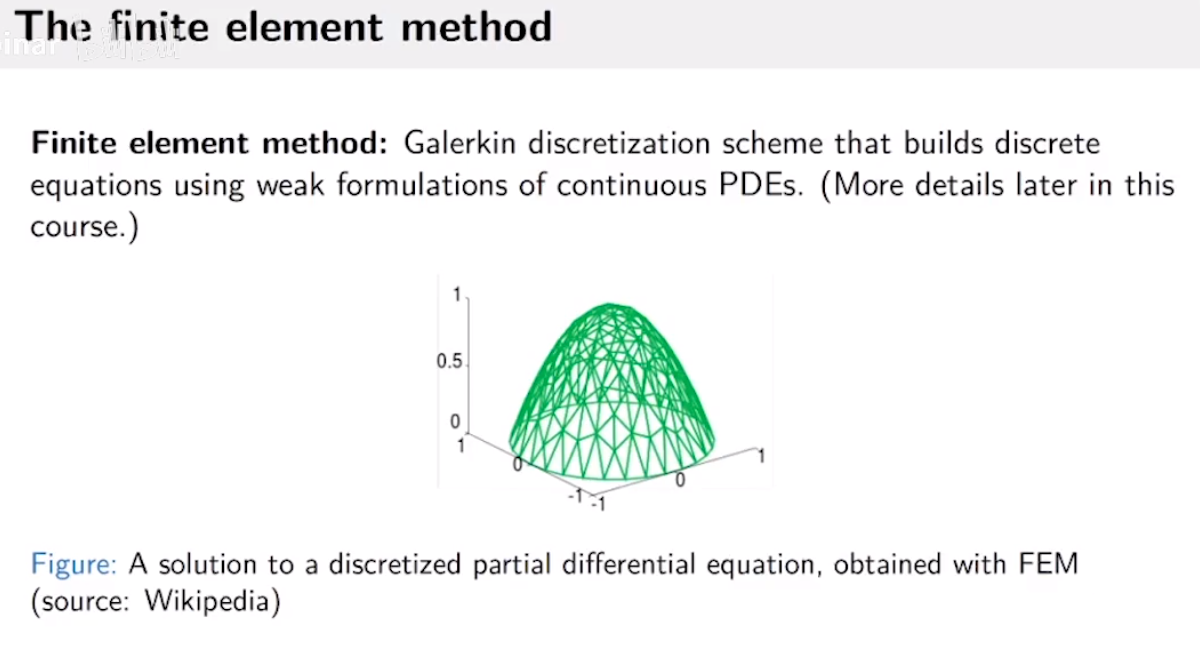 The finite element method
inar
Finite element method: Galerkin discretization scheme that builds discrete
equations using weak formulations of continuous PDEs. (More details later in this
course.)
1
0.5
0
1
0
-1
-1
0
1
Figure: A solution to a discretized partial differential equation, obtained with FEM
(source: Wikipedia)